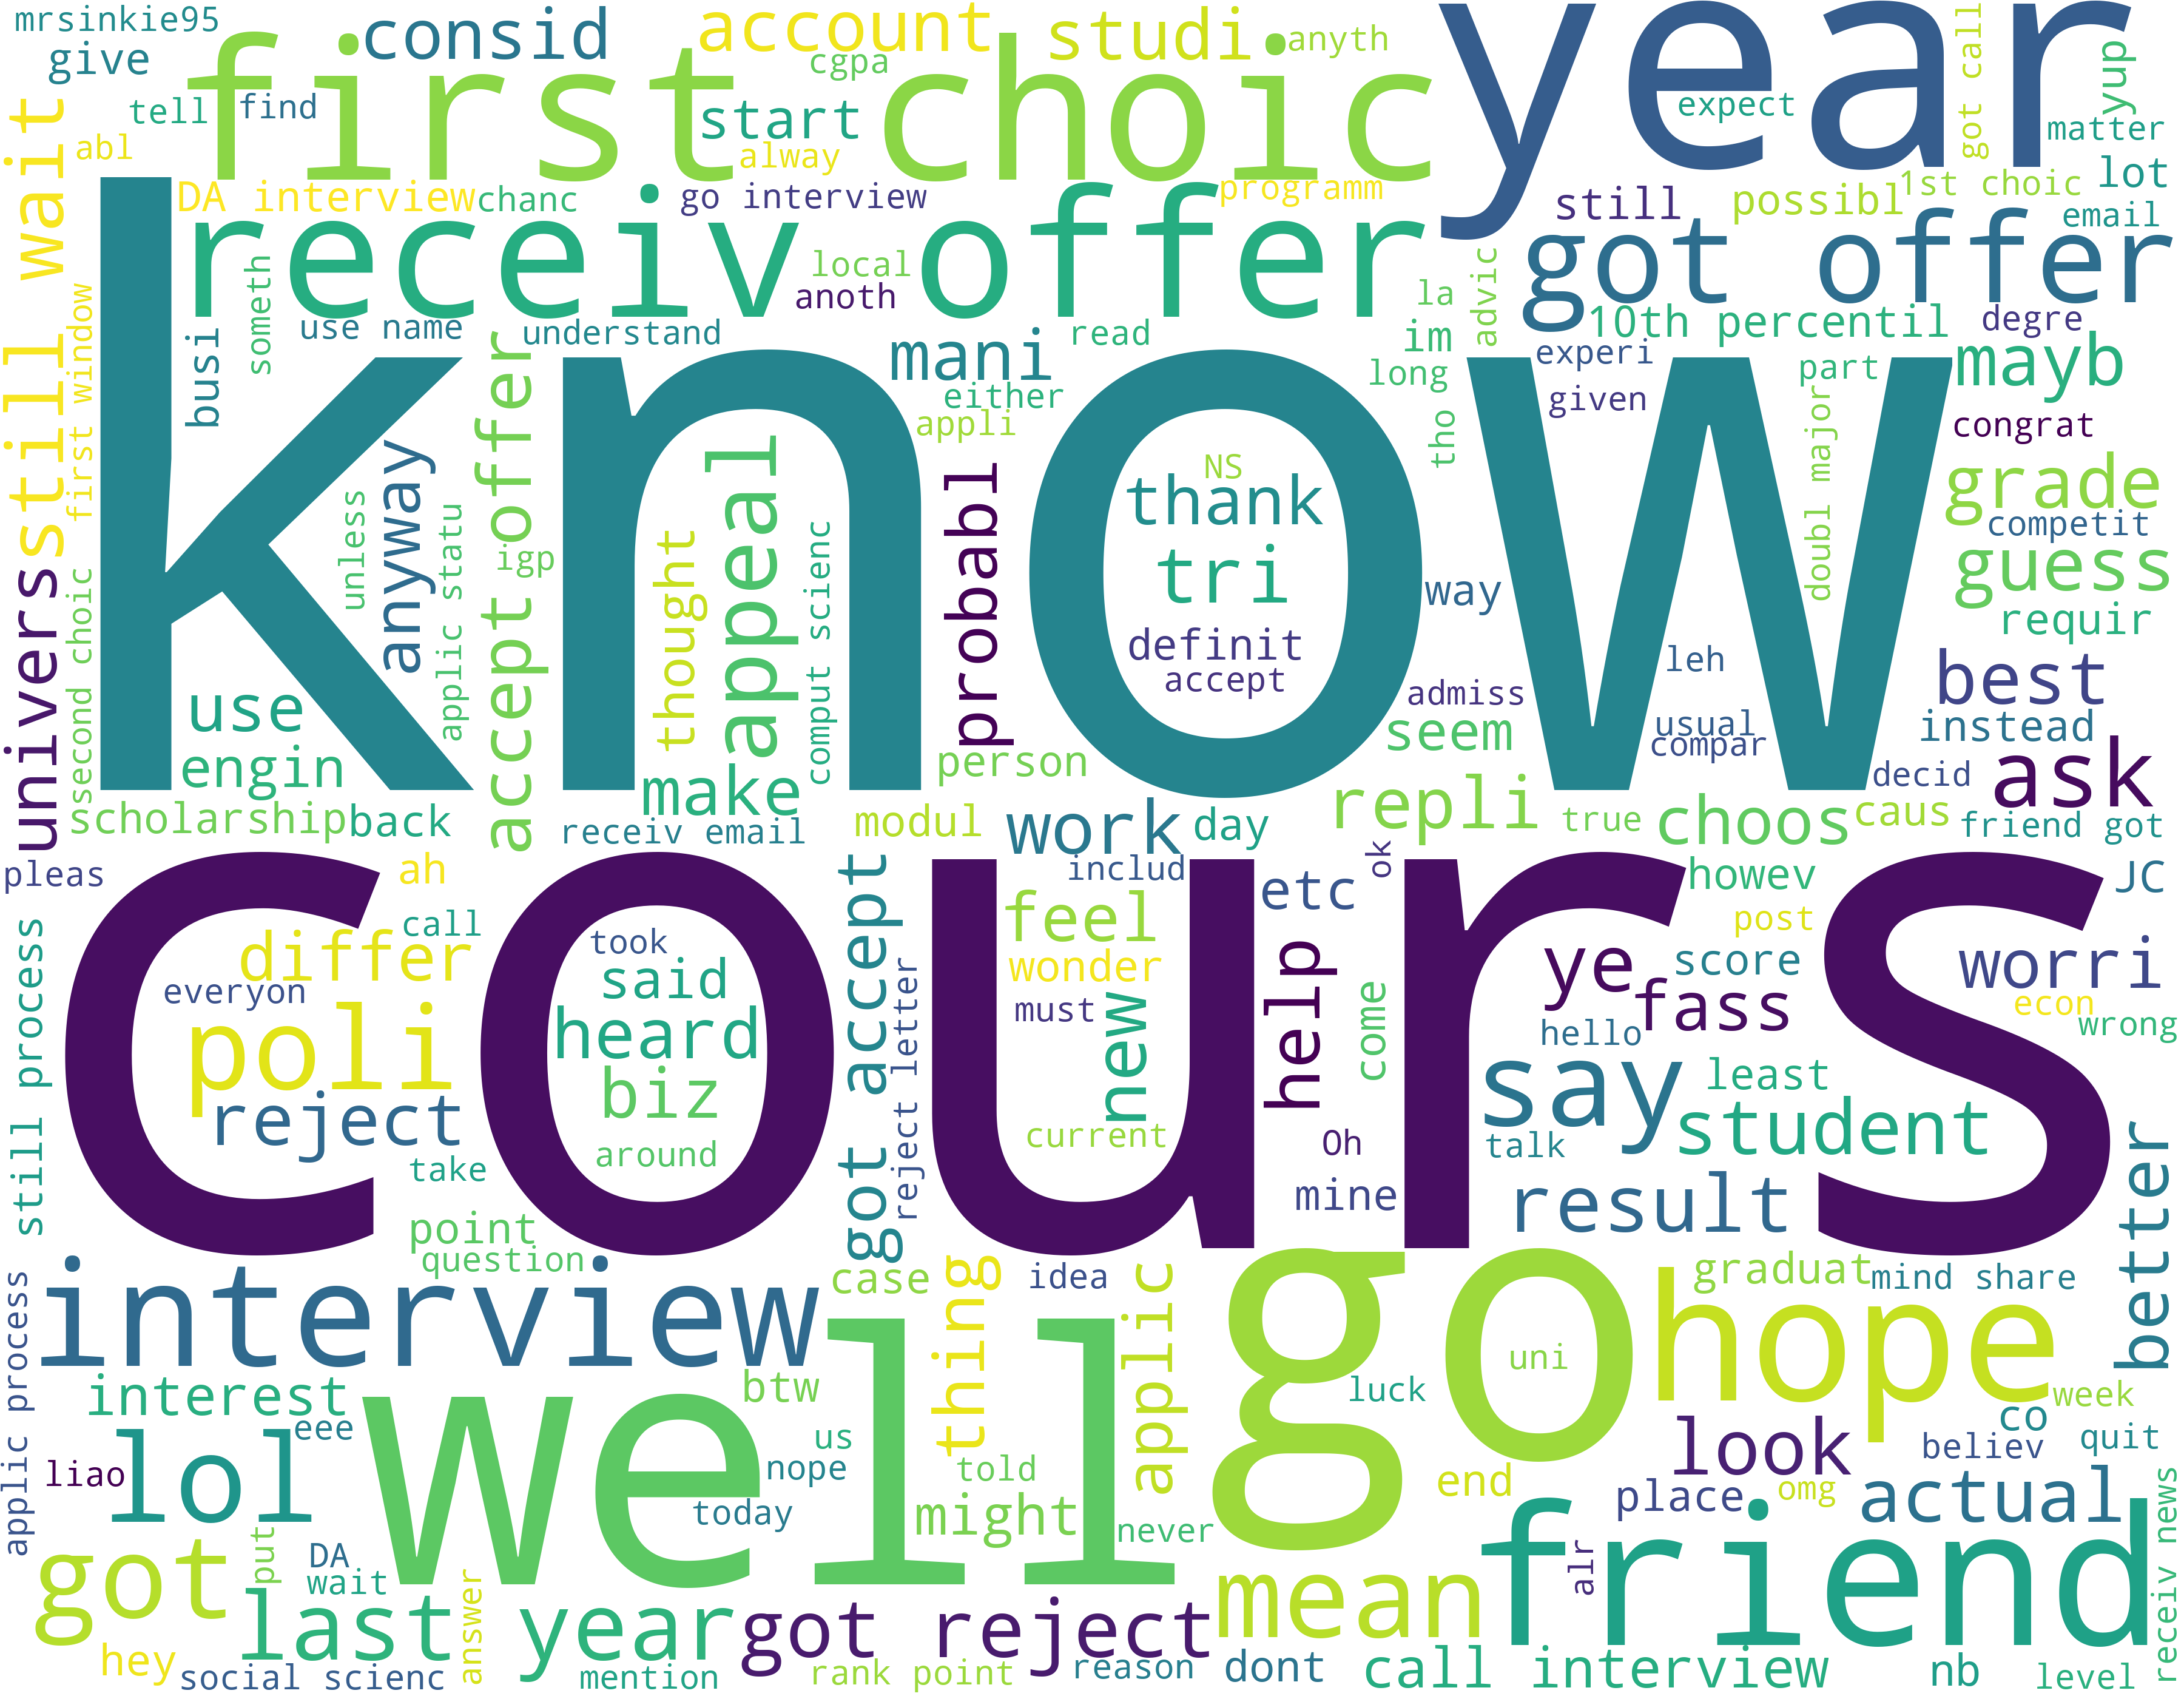 mrsinkie95
give
consid
account
studi
anyth
year
got call
yup
first choic
cgpa
tell
find
start
expect
matter
abl
alway
still wait
DA interview
chanc
go interview
programm
still
possibl
1st choic
lot
email
receiv offer
local
anoth
someth
got offer
la
advic
first window
busi
use name
understand
mani
read
im
10th percentil
degre
experi
mayb
long
part
either
given
appli
tho
congrat
know
anyway
accept offer
appeal
probabl
NS
thank
tri
definit
accept
unless
applic statu
igp
thought
comput scienc
way
doubl major
grade
competit
guess
requir
leh
admiss
usual
compar
best
instead
univers
second choic
use
engin
make
person
seem
decid
ask
scholarship
back
receiv email
modul
work
day
repli
true
choos
caus
friend got
pleas
ah
includ
ok
etc
howev
JC
cours
call
differ
everyon
poli
reject
took
said
heard
biz
around
take
got accept
reject letter
feel
wonder
must
new
current
help
come
Oh
mine
ye
fass
post
score
worri
econ
wrong
hello
say
least
student
talk
result
still process
point
question
better
interview
case
thing
idea
applic
go
uni
hope
graduat
mind share
applic process
interest
btw
well
luck
week
co
eee
lol
us
liao
nope
told
end
look
believ
quit
today
might
never
place
omg
actual
got
put
DA
wait
alr
friend
receiv news
last year
got reject
mean
answer
hey
social scienc
mention
rank point
reason
dont
call interview
nb
level